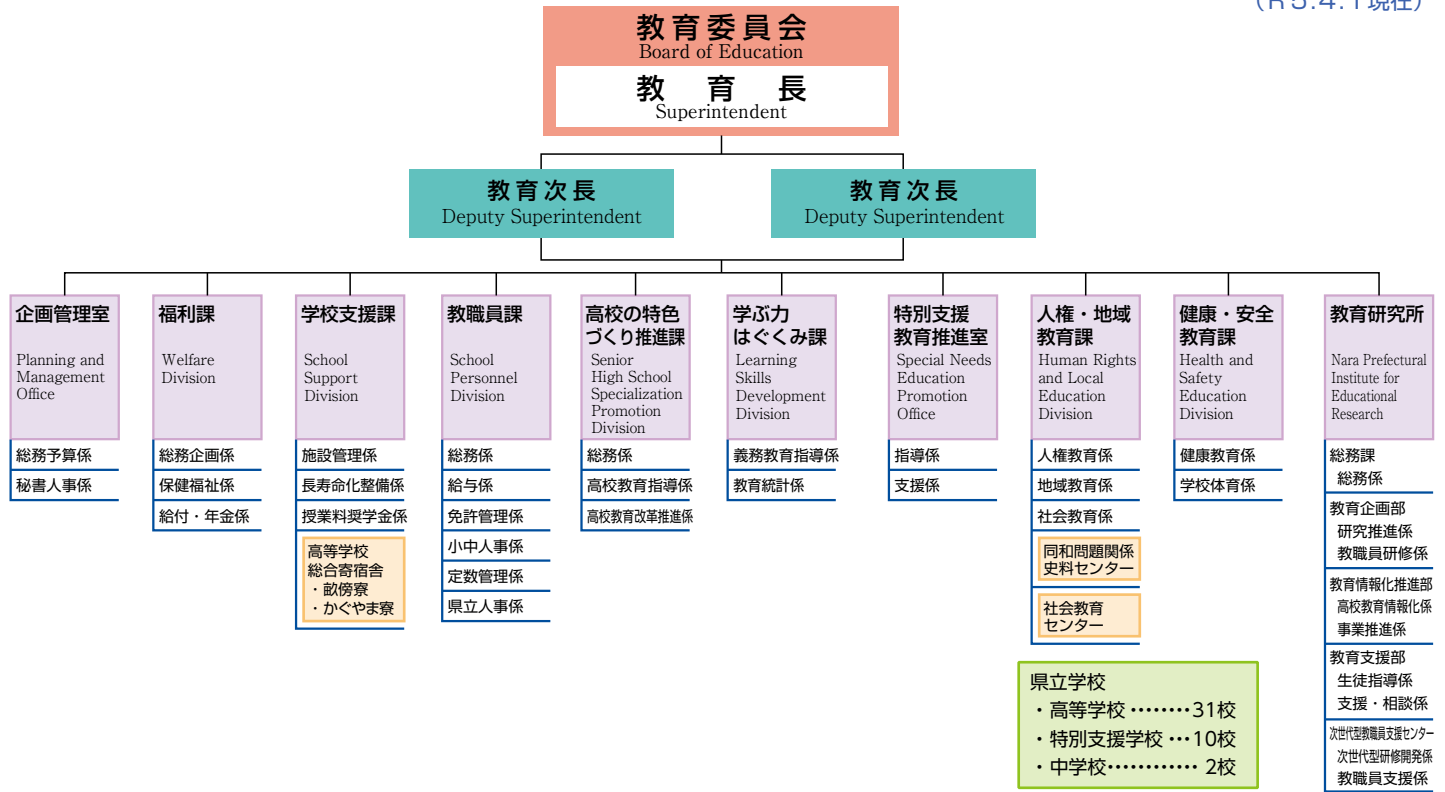 （R5.4.1現在）
教育委員会
Board of Education
教育長
Superintendent
教育次長
Deputy Superintendent
教育次長
Deputy Superintendent
企画管理室
Planning and
Management
Office
総務予算係
秘書人事係
福利課
Welfare
Division
総務企画係
保健福祉係
給付・年金係
学校支援課
School
Support
Division
施設管理係
長寿命化整備係
授業料奨学金係
高等学校
総合寄宿舎
・畝傍寮
・かぐやま寮
教職員課
School
Personnel
Division
総務係
給与係
免許管理係
小中人事係
定数管理係
県立人事係
高校の特色
づくり推進課
Senior
High School
Specialization
Promotion
Division
総務係
高校教育指導係
高校教育改革推進係
学ぶ力
はぐくみ課
Learning
Skills
Development
Division
義務教育指導係
教育統計係
特別支援
教育推進室
Special Needs
Education
Promotion
Office
指導係
支援係
人権・地域
教育課
Human Rights
and Local
Education
Division
人権教育係
地域教育係
社会教育係
同和問題関係
史料センター
社会教育
センター
健康・安全
教育課
Health and
Safety
Education
Division
健康教育係
学校体育係
教育研究所
Nara Prefectural
Institute for
Educational
Research
総務課
総務係
教育企画部
研究推進係
教職員研修係
教育情報化推進部
高校教育情報化係
事業推進係
教育支援部
生徒指導係
支援・相談係
次世代型教職員支援センター
次世代型研修開発係
教職員支援係
県立学校
・高等学校・・・・・・・・31校
・特別支援学校・・・10校
・中学校・・・・・・・・・・・・2校